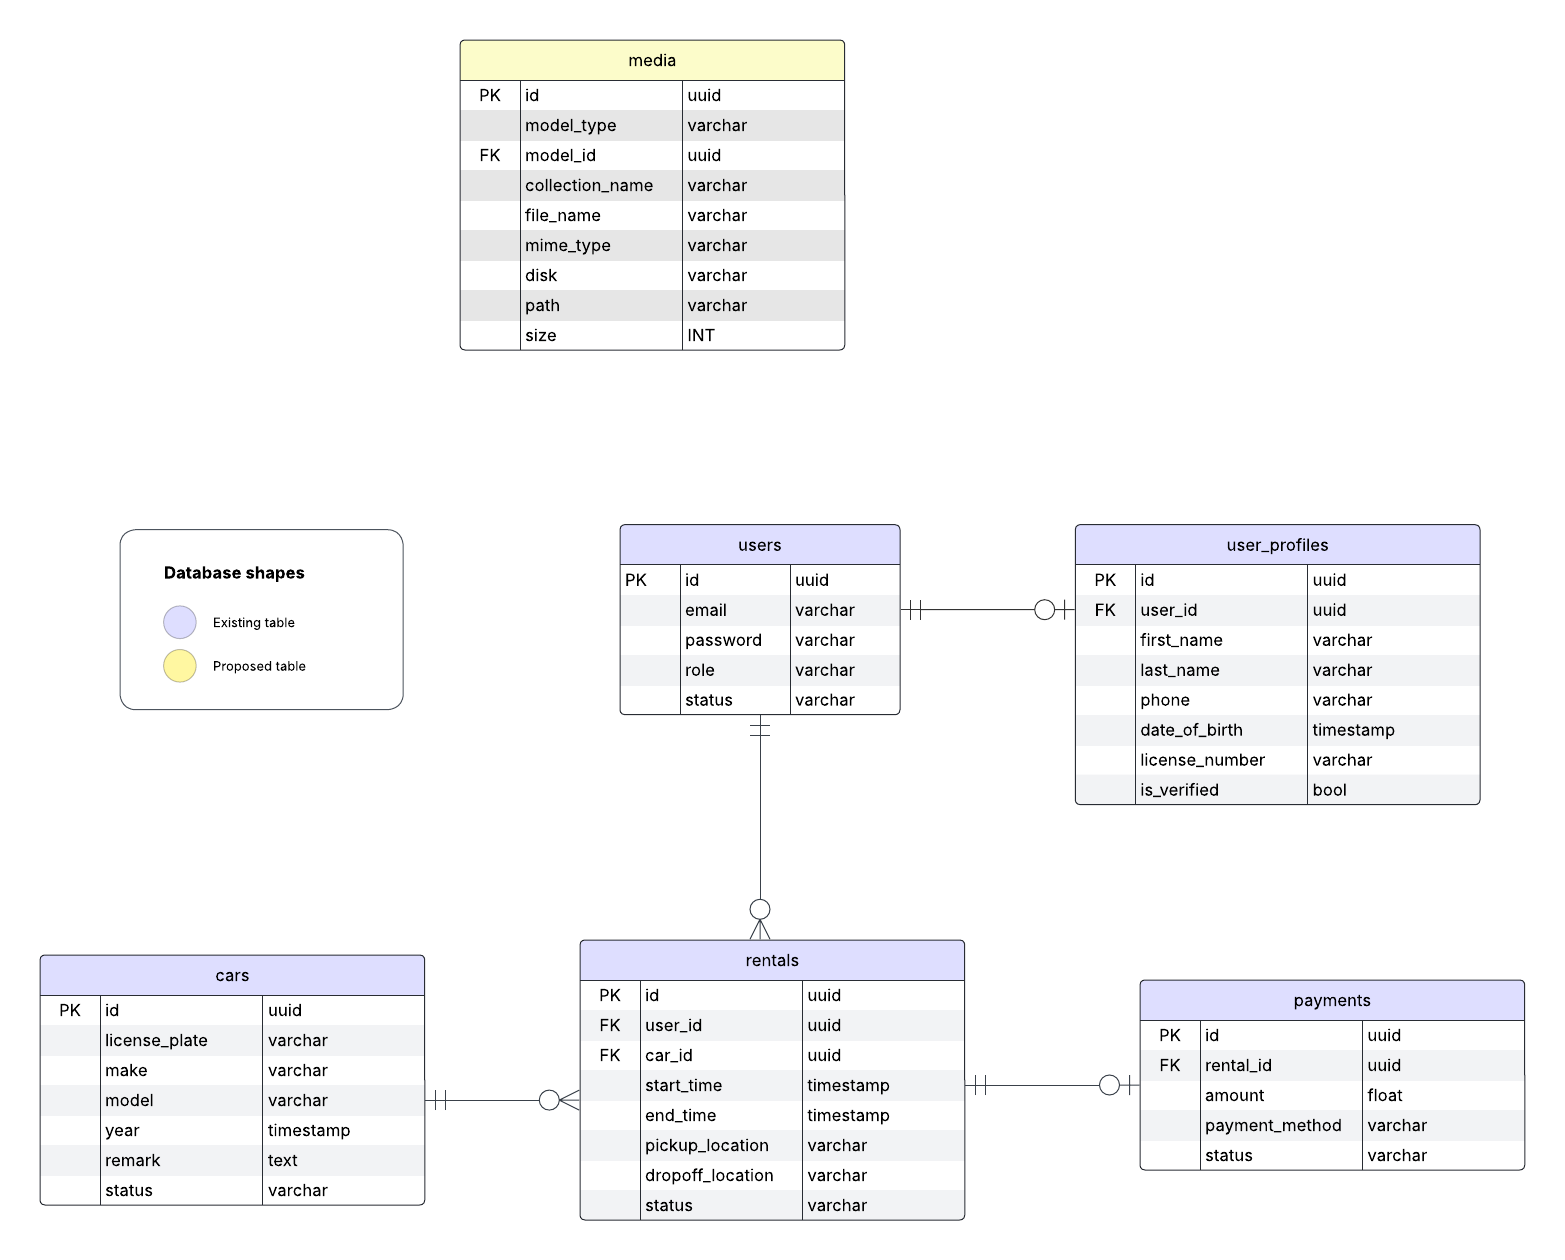 media
PK id uuid
model_type varchar
FK model_id uuid
collection_name varchar
file_name varchar
mime_type varchar
disk varchar
path varchar
size INT
Database shapes
Existing table
Proposed table
users
PK id uuid
email varchar
password varchar
role varchar
status varchar
user_profiles
PK id uuid
FK user_id uuid
first_name varchar
last_name varchar
phone varchar
date_of_birth timestamp
license_number varchar
is_verified bool
cars
PK id uuid
license_plate varchar
make varchar
model varchar
year timestamp
remark text
status varchar
rentals
PK id uuid
FK user_id uuid
FK car_id uuid
start_time timestamp
end_time timestamp
pickup_location varchar
dropoff_location varchar
status varchar
payments
PK id uuid
FK rental_id uuid
amount float
payment_method varchar
status varchar